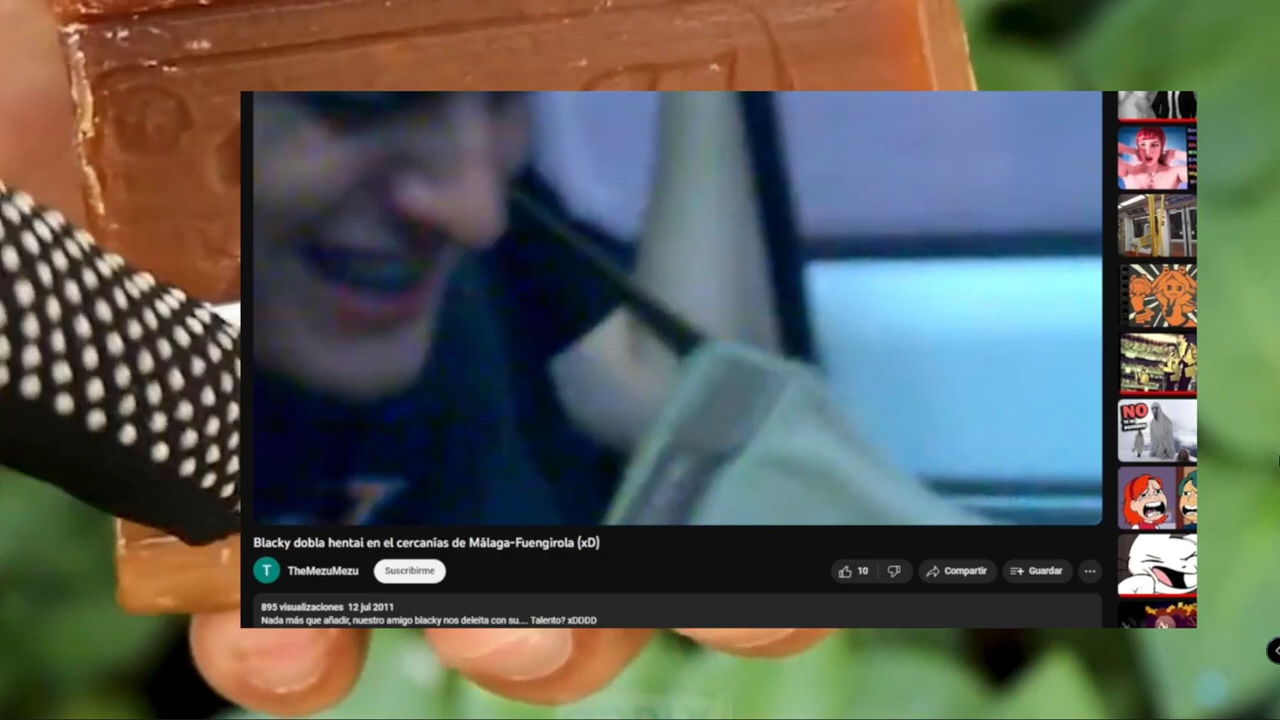 Blacky dobla hentai en el cercanías de Málaga-Fuengirola (xD)
T TheMezuMezu Suscribirme 10 Compartir Guardar
895 visualizaciones 12 jul 2011
Nada más que añadir, nuestro amigo blacky nos deleita con su.... Talento? xDDDD
NO